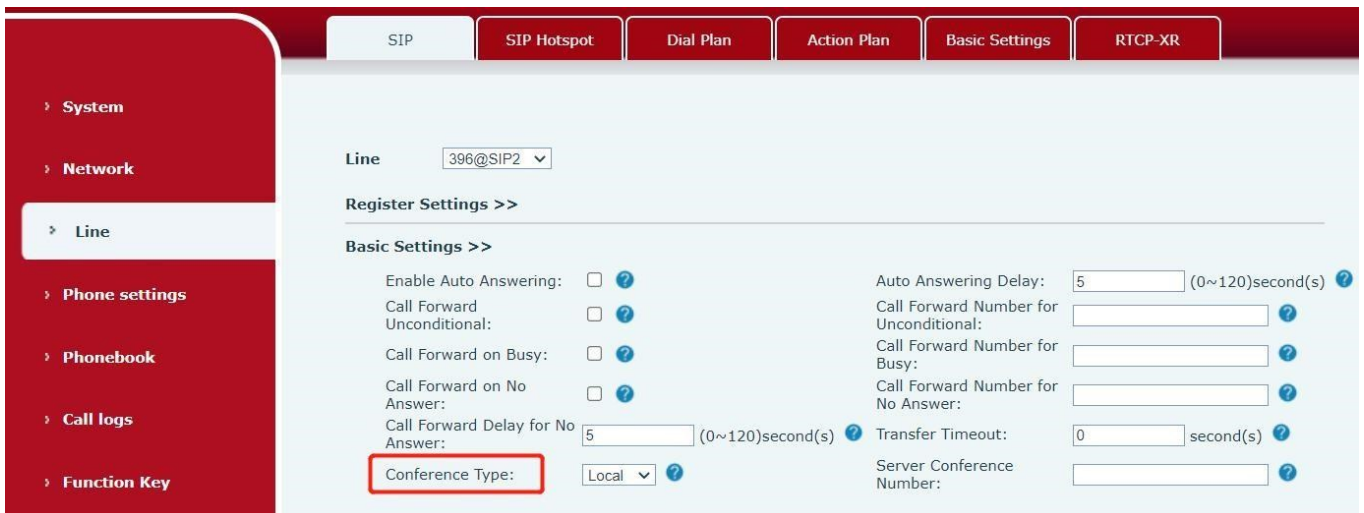 SIP
SIP Hotspot
Dial Plan
Action Plan
Basic Settings
RTCP-XR
System
Network
Line
Phone settings
Phonebook
Call logs
Function Key
Line 396@SIP2
Register Settings >>
Basic Settings >>
Enable Auto Answering: ?
Auto Answering Delay: 5 (0~120)second(s) ?
Call Forward
Unconditional: ?
Call Forward Number for
Unconditional: ?
Call Forward on Busy: ?
Call Forward Number for
Busy: ?
Call Forward on No
Answer: ?
Call Forward Number for
No Answer: ?
Call Forward Delay for No
Answer: 5 (0~120)second(s) ?
Transfer Timeout: 0 second(s) ?
Conference Type: Local ?
Server Conference
Number: ?